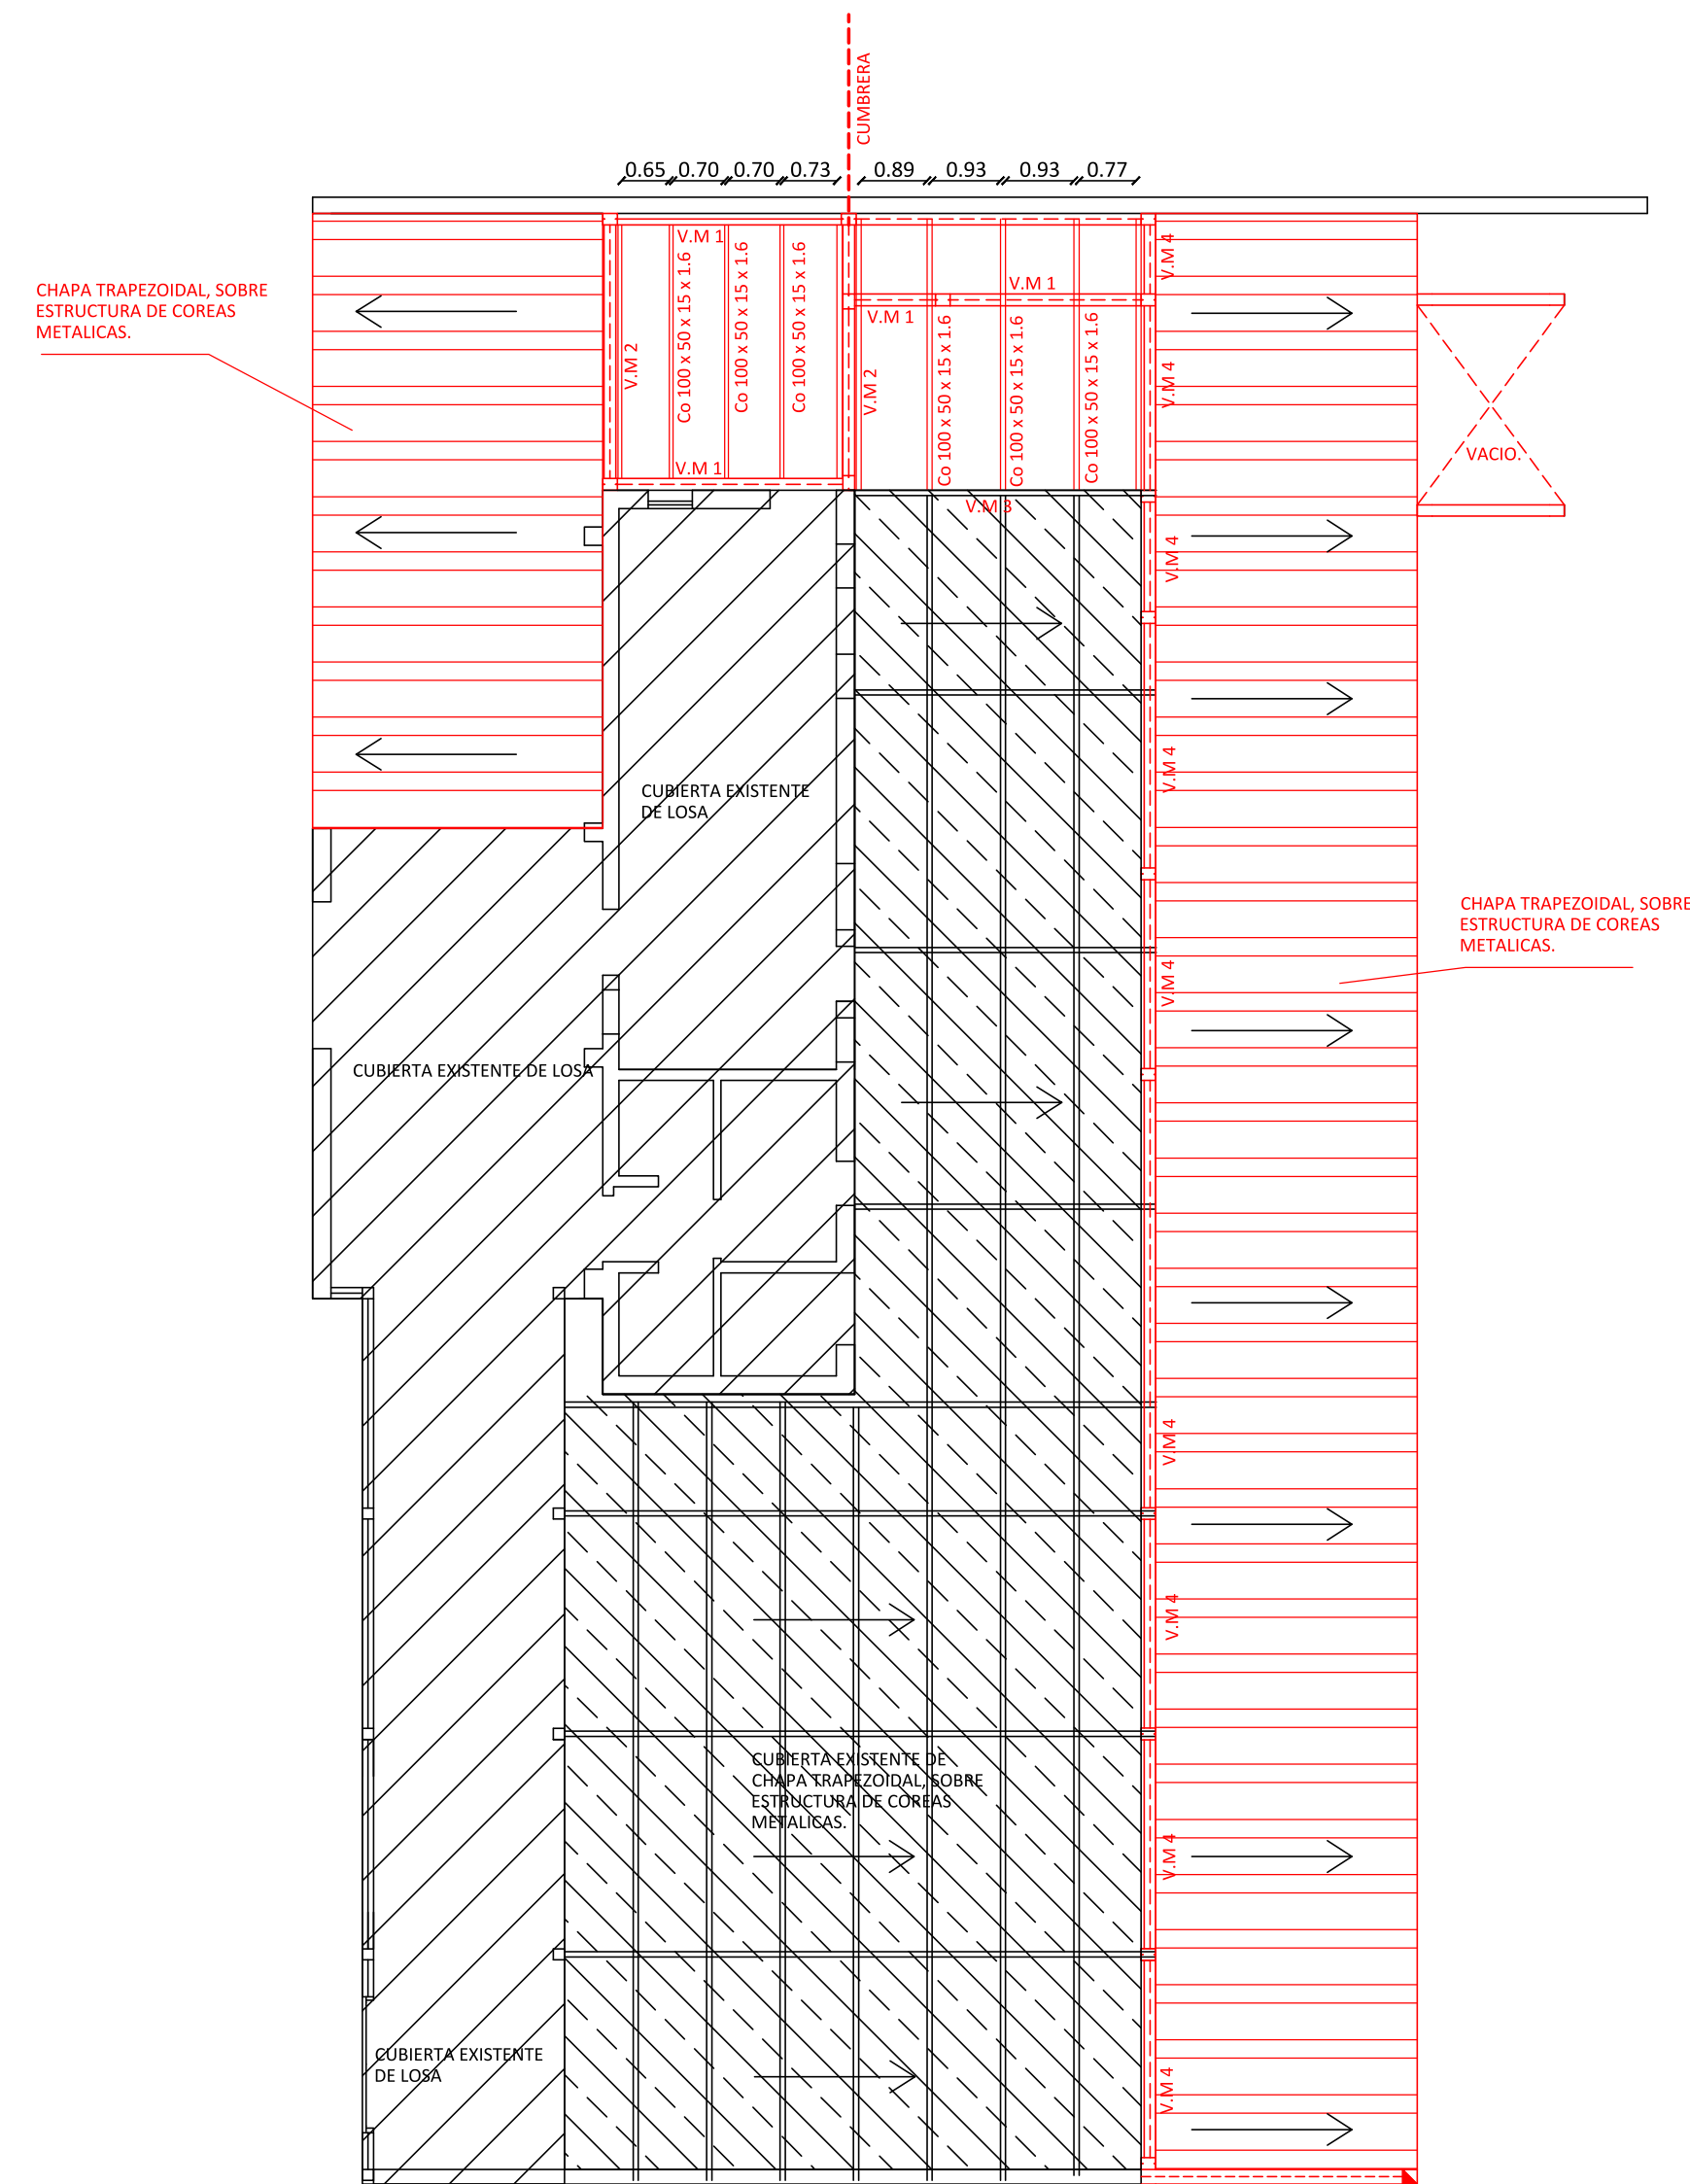 CUMBRERA
0.65 0.70 0.70 0.73 0.89 0.93 0.93 0.77
CHAPA TRAPEZOIDAL, SOBRE
ESTRUCTURA DE COREAS
METALICAS.
V.M 1
V.M 4
V.M 1
V.M 1
V.M 2
Co 100 x 50 x 15 x 1.6
Co 100 x 50 x 15 x 1.6
Co 100 x 50 x 15 x 1.6
V.M 2
Co 100 x 50 x 15 x 1.6
Co 100 x 50 x 15 x 1.6
Co 100 x 50 x 15 x 1.6
V.M 4
VACIO.
V.M 1
V.M 3
V.M 4
V.M 4
CUBIERTA EXISTENTE
DE LOSA
CHAPA TRAPEZOIDAL, SOBRE
ESTRUCTURA DE COREAS
METALICAS.
V.M 4
CUBIERTA EXISTENTE DE LOSA
V.M 4
V.M 4
CUBIERTA EXISTENTE DE
CHAPA TRAPEZOIDAL, SOBRE
ESTRUCTURA DE COREAS
METALICAS.
V.M 4
CUBIERTA EXISTENTE
DE LOSA
V.M 4